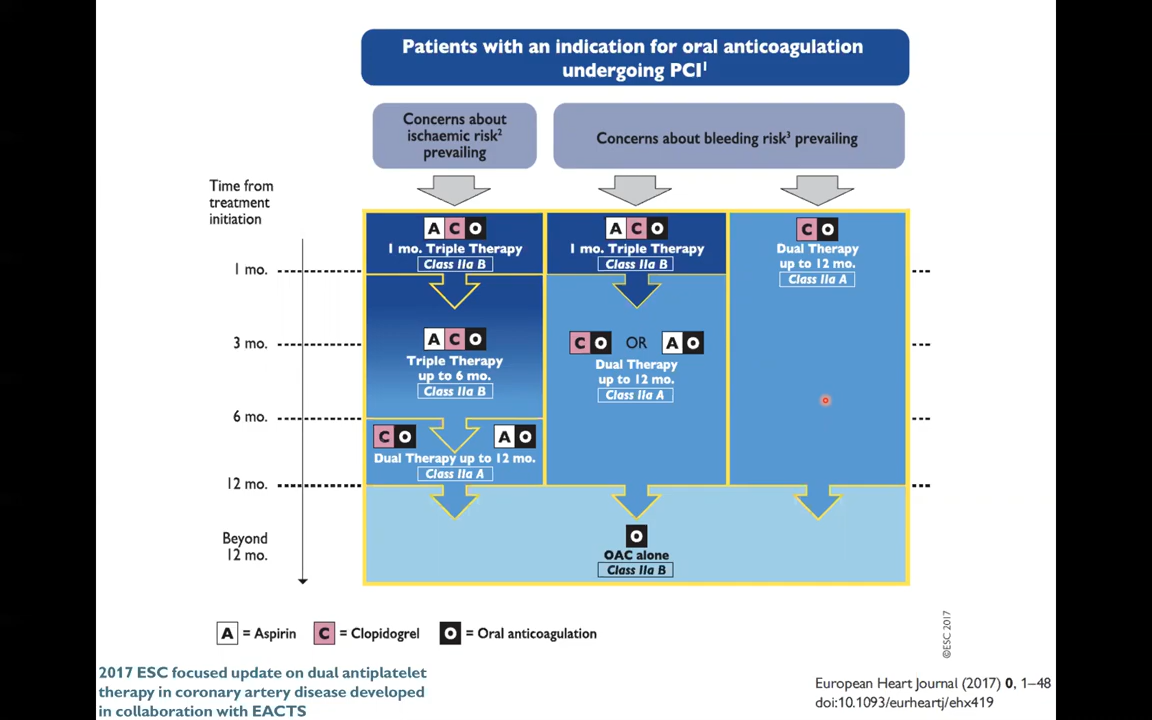 Patients with an indication for oral anticoagulation
undergoing PCI1
Concerns about
ischaemic risk2
prevailing
Concerns about bleeding risk3 prevailing
Time from
treatment
initiation
A C O
1 mo. Triple Therapy
Class IIa B
A C O
1 mo. Triple Therapy
Class IIa B
C O
Dual Therapy
up to 12 mo.
Class IIa A
1 mo.
3 mo.
A C O
Triple Therapy
up to 6 mo.
Class IIa B
C O OR A O
Dual Therapy
up to 12 mo.
Class IIa A
6 mo.
C O A O
Dual Therapy up to 12 mo.
Class IIa A
12 mo.
Beyond
12 mo.
O
OAC alone
Class IIa B
A = Aspirin C = Clopidogrel O = Oral anticoagulation
©ESC 2017
2017 ESC focused update on dual antiplatelet
therapy in coronary artery disease developed
in collaboration with EACTS
European Heart Journal (2017) 0, 1–48
doi:10.1093/eurheartj/ehx419